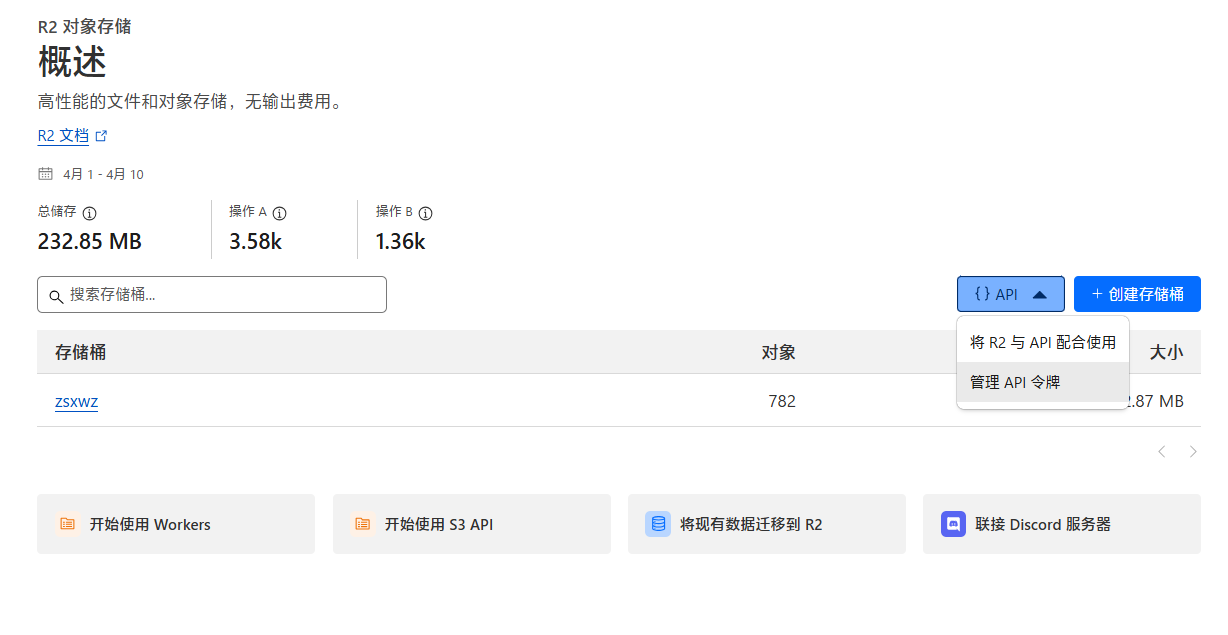 R2 对象存储
概述
高性能的文件和对象存储，无输出费用。
R2 文档
4月 1 - 4月 10
总储存 操作 A 操作 B
232.85 MB 3.58k 1.36k
搜索存储桶... { } API + 创建存储桶
将 R2 与 API 配合使用
存储桶 对象 大小
管理 API 令牌
zsxwz 782 2.87 MB
开始使用 Workers 开始使用 S3 API 将现有数据迁移到 R2 联接 Discord 服务器